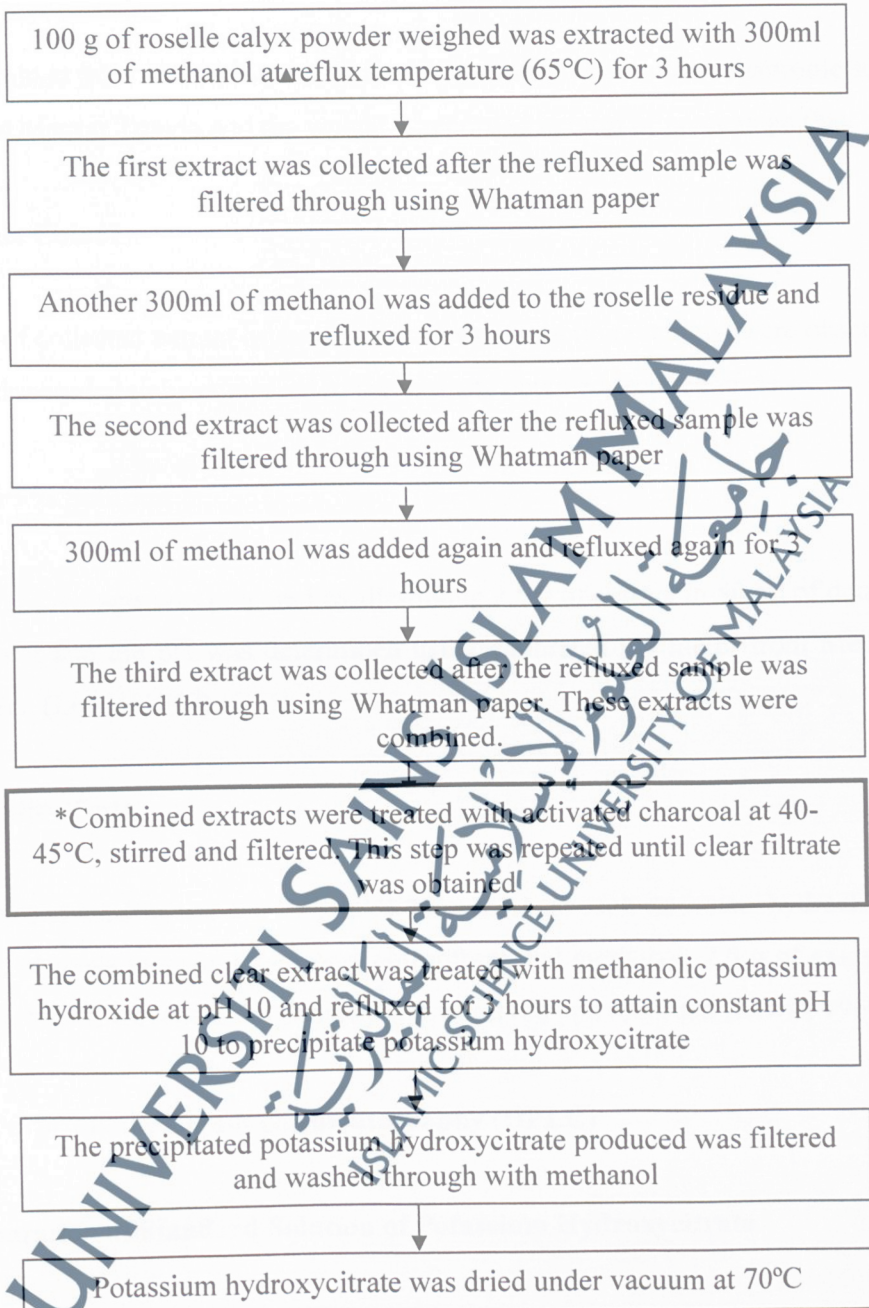 100 g of roselle calyx powder weighed was extracted with 300ml
of methanol at reflux temperature (65°C) for 3 hours
The first extract was collected after the refluxed sample was
filtered through using Whatman paper
Another 300ml of methanol was added to the roselle residue and
refluxed for 3 hours
The second extract was collected after the refluxed sample was
filtered through using Whatman paper
300ml of methanol was added again and refluxed again for 3
hours
The third extract was collected after the refluxed sample was
filtered through using Whatman paper. These extracts were
combined.
*Combined extracts were treated with activated charcoal at 40-
45°C, stirred and filtered. This step was repeated until clear filtrate
was obtained
The combined clear extract was treated with methanolic potassium
hydroxide at pH 10 and refluxed for 3 hours to attain constant pH
10 to precipitate potassium hydroxycitrate
The precipitated potassium hydroxycitrate produced was filtered
and washed through with methanol
Potassium hydroxycitrate was dried under vacuum at 70ºC
UNIVERSITI SAINS ISLAM MALAYSIA
جامعة العلوم الإسلامية الماليزية
ISLAMIC SCIENCE UNIVERSITY OF MALAYSIA